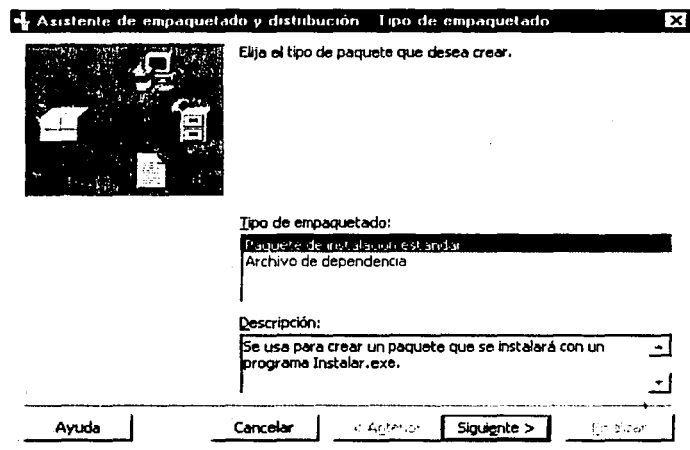 Asistente de empaquetado y distribución Tipo de empaquetado
Elija el tipo de paquete que desea crear.
Tipo de empaquetado:
Paquete de instalación estándar
Archivo de dependencia
Descripción:
Se usa para crear un paquete que se instalará con un
programa Instalar.exe.
Ayuda
Cancelar
< Anterior
Siguiente >
Finalizar